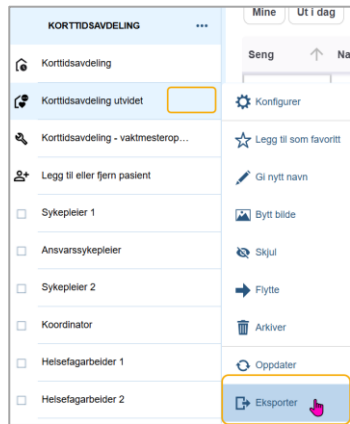 KORTTIDSAVDELING
Korttidsavdeling
Korttidsavdeling utvidet
Korttidsavdeling - vaktmesterop...
Legg til eller fjern pasient
Sykepleier 1
Ansvarssykepleier
Sykepleier 2
Koordinator
Helsefagarbeider 1
Helsefagarbeider 2
Mine Ut i dag
Seng
Konfigurer
Legg til som favoritt
Gi nytt navn
Bytt bilde
Skjul
Flytte
Arkiver
Oppdater
Eksporter